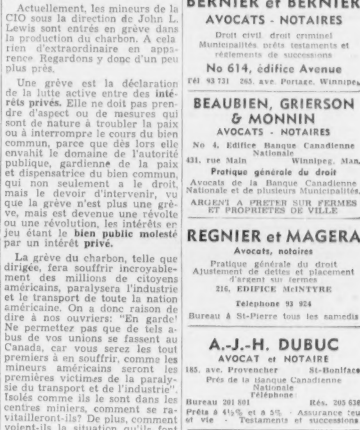 Actuellement, les mineurs de la
CIO sous la direction de John L.
Lewis sont entrés en grève dans
la production du charbon. A cela
rien d'extraordinaire en appa-
rence Regardons y donc d'un peu
plus près.
Une grève est la déclaration
de la lutte active entre des inté-
rêts privés. Elle ne doit pas pren-
dre d'aspect ou de mesures qui
sont de nature à troubler la paix
ou à interrompre le cours du bien
commun, parce que dès lors elle
envahit le domaine de l'autorité
publique, gardienne de la paix
et dispensatrice du bien commun,
qui non seulement a le droit,
mais le devoir d'intervenir, vu
que la grève n'est plus une grè-
ve, mais est devenue une révolte
ou une révolution, les intérêts en
jeu étant le bien public molesté
par un intérêt privé.
La grève du charbon, telle que
dirigée, fera souffrir incroyable-
ment des millions de citoyens
américains, paralysera l'industrie
et le transport de toute la nation
américaine. On a donc raison de
dire à nos ouvriers: "En garde!
Ne permettez pas que de tels a-
bus de vos unions se fassent au
Canada, car vous serez les tout
premiers à en souffrir, comme les
mineurs américains seront les
premières victimes de la paraly-
sie du transport et de l'industrie".
Isolés comme ils le sont dans les
centres miniers, comment se ra-
vitailleront-ils? De plus, comment
voient-ils la situation qu'ils font
BERNIER et BERNIER
AVOCATS - NOTAIRES
Droit civil droit criminel
Municipalités prêts testaments et
règlements de successions
No 614, édifice Avenue
Tél 93 731 265, ave. Portage, Winnipeg,
BEAUBIEN, GRIERSON
& MONNIN
AVOCATS - NOTAIRES
No 4, Edifice Banque Canadienne
Nationale
431, rue Main Winnipeg, Man.
Pratique générale du droit
Avocats de la Banque Canadienne
Nationale et de plusieurs Municipalités.
ARGENT A PRETER SUR FERMES
ET PROPRIETES DE VILLE
REGNIER et MAGERA
Avocats, notaires
Pratique générale du droit
Ajustement de dettes et placement
d'argent sur fermes
216, EDIFICE McINTYRE
Téléphone 93 924
Bureau à St-Pierre tous les samedis
A.-J.-H. DUBUC
AVOCAT et NOTAIRE
185, ave. Provencher St-Boniface
Près de la Banque Canadienne
Nationale
Téléphone:
Bureau 201 801 Rés. 205 630
Prêts à 4½% et à 5% - Assurance feu
et vie - Testaments et successions